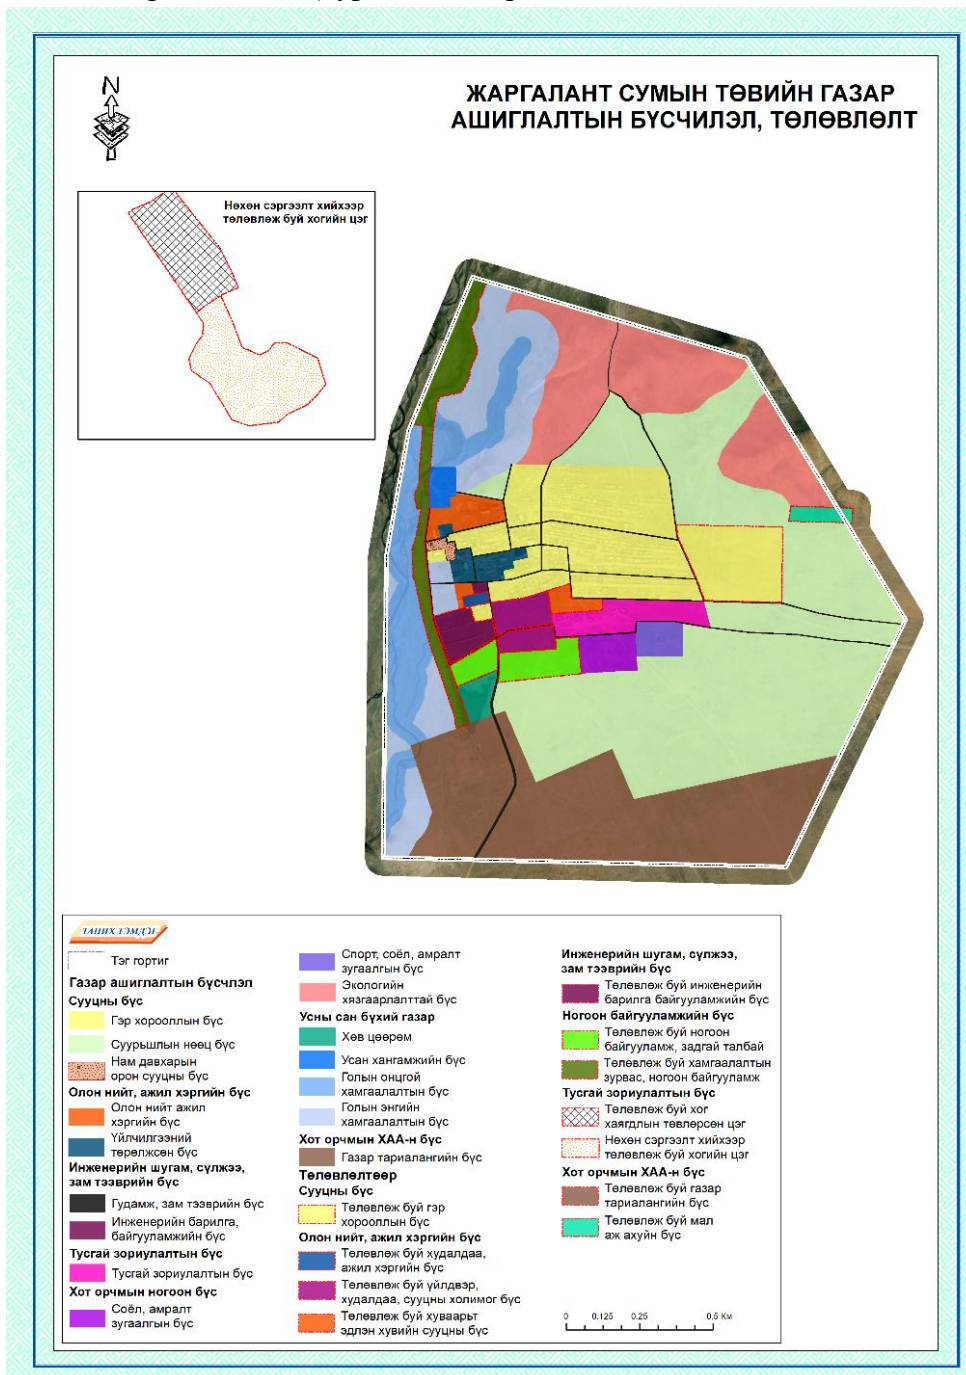 N
ЖАРГАЛАНТ СУМЫН ТӨВИЙН ГАЗАР
АШИГЛАЛТЫН БҮСЧИЛЭЛ, ТӨЛӨВЛӨЛТ
Нөхөн сэргээлт хийхээр
төлөвлөж буй хогийн цэг
ТАНИХ ТЭМДЭГ
Тэг гортиг
Газар ашиглалтын бүсчлэл
Сууцны бүс
Гэр хорооллын бүс
Суурьшлын нөөц бүс
Нам давхарын
орон сууцны бүс
Олон нийт, ажил хэргийн бүс
Олон нийт ажил
хэргийн бүс
Үйлчилгээний
төрөлжсөн бүс
Инженерийн шугам, сүлжээ,
зам тээврийн бүс
Гудамж, зам тээврийн бүс
Инженерийн барилга,
байгууламжийн бүс
Тусгай зориулалтын бүс
Тусгай зориулалтын бүс
Хот орчмын ногоон бүс
Соёл, амралт
зугаалгын бүс
Спорт, соёл, амралт
зугаалгын бүс
Экологийн
хязгаарлалттай бүс
Усны сан бүхий газар
Хөв цөөрөм
Усан хангамжийн бүс
Голын онцгой
хамгаалалтын бүс
Голын энгийн
хамгаалалтын бүс
Хот орчмын ХАА-н бүс
Газар тариалангийн бүс
Төлөвлөлтөөр
Сууцны бүс
Төлөвлөж буй гэр
хорооллын бүс
Олон нийт, ажил хэргийн бүс
Төлөвлөж буй худалдаа,
ажил хэргийн бүс
Төлөвлөж буй үйлдвэр,
худалдаа, сууцны холимог бүс
Төлөвлөж буй хуваарьт
эдлэн хувийн сууцны бүс
Инженерийн шугам, сүлжээ,
зам тээврийн бүс
Төлөвлөж буй инженерийн
барилга байгууламжийн бүс
Ногоон байгууламжийн бүс
Төлөвлөж буй ногоон
байгууламж, задгай талбай
Төлөвлөж буй хамгаалалтын
зурвас, ногоон байгууламж
Тусгай зориулалтын бүс
Төлөвлөж буй хог
хаягдлын төвлөрсөн цэг
Нөхөн сэргээлт хийхээр
төлөвлөж буй хогийн цэг
Хот орчмын ХАА-н бүс
Төлөвлөж буй газар
тариалангийн бүс
Төлөвлөж буй мал
аж ахуйн бүс
0 0.125 0.25 0.5 Км